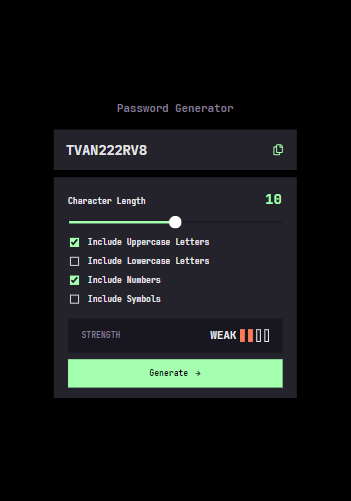 Password Generator
TVAN222RV8
Character Length 10
Include Uppercase Letters
Include Lowercase Letters
Include Numbers
Include Symbols
STRENGTH WEAK
Generate →